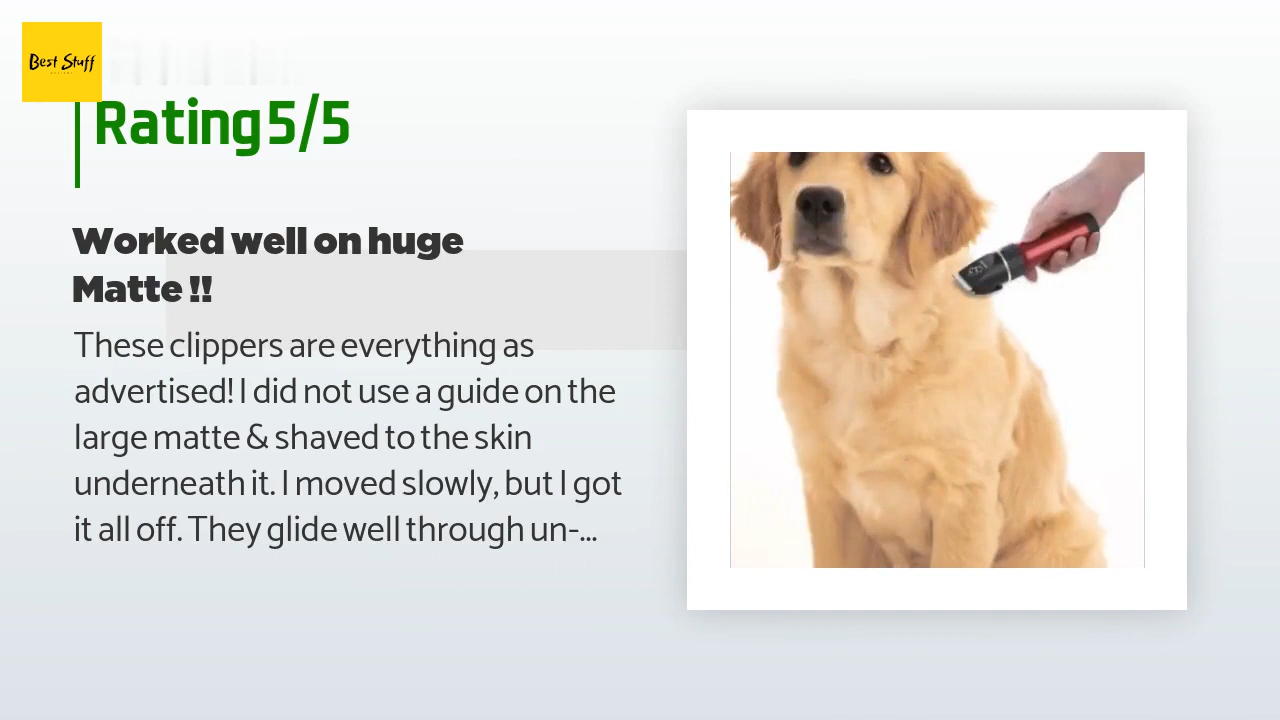 Best Stuff
Rating 5/5
Worked well on huge
Matte !!
These clippers are everything as
advertised! I did not use a guide on the
large matte & shaved to the skin
underneath it. I moved slowly, but I got
it all off. They glide well through un-...